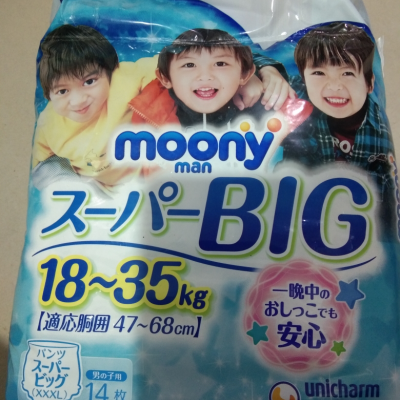 moony
man
スーパーBIG
18~35kg
【適応胴囲 47~68cm】
一晩中の
おしっこでも
安心
パンツ
スーパー
ビッグ
(XXXL)
男の子用
14枚
unicharm